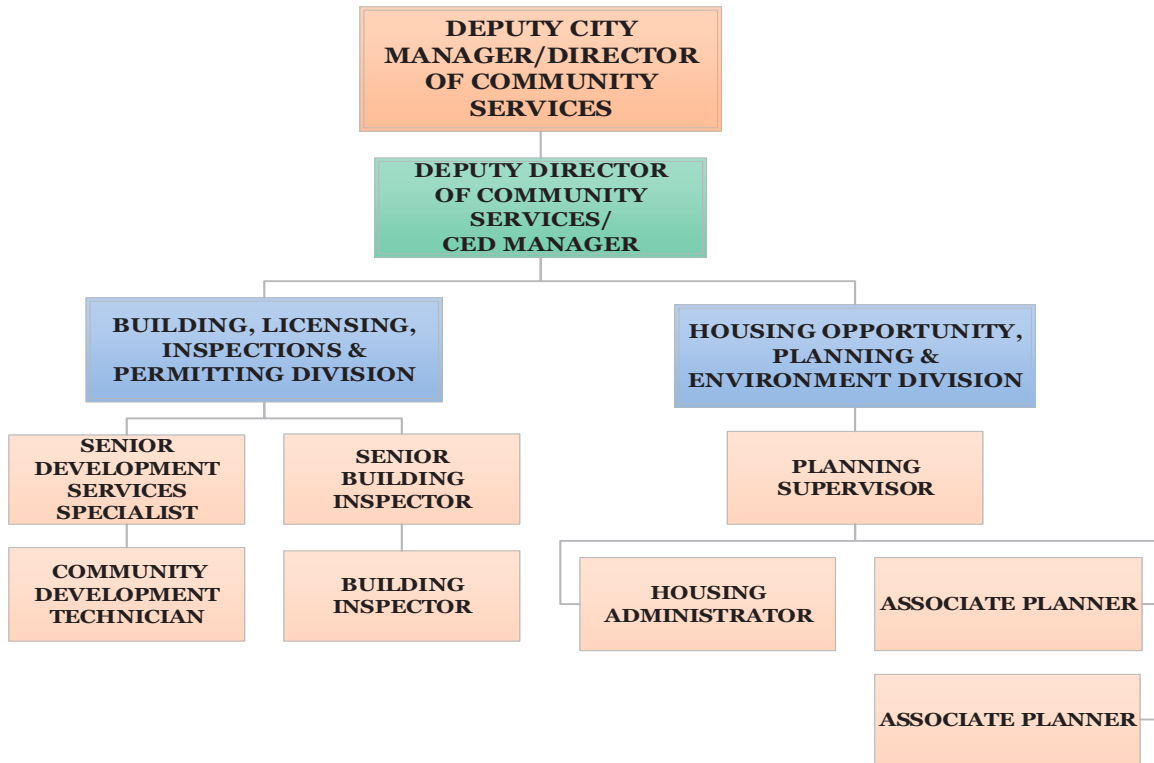 DEPUTY CITY
MANAGER/DIRECTOR
OF COMMUNITY
SERVICES
DEPUTY DIRECTOR
OF COMMUNITY
SERVICES/
CED MANAGER
BUILDING, LICENSING,
INSPECTIONS &
PERMITTING DIVISION
HOUSING OPPORTUNITY,
PLANNING &
ENVIRONMENT DIVISION
SENIOR
DEVELOPMENT
SERVICES
SPECIALIST
SENIOR
BUILDING
INSPECTOR
PLANNING
SUPERVISOR
COMMUNITY
DEVELOPMENT
TECHNICIAN
BUILDING
INSPECTOR
HOUSING
ADMINISTRATOR
ASSOCIATE PLANNER
ASSOCIATE PLANNER